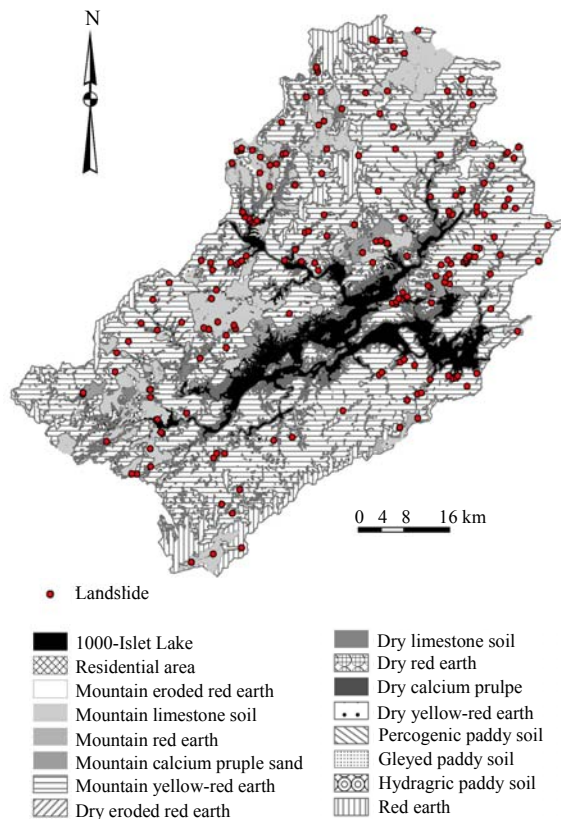 N
0 4 8 16 km
Landslide
1000-Islet Lake
Residential area
Mountain eroded red earth
Mountain limestone soil
Mountain red earth
Mountain calcium pruple sand
Mountain yellow-red earth
Dry eroded red earth
Dry limestone soil
Dry red earth
Dry calcium prulpe
Dry yellow-red earth
Percogenic paddy soil
Gleyed paddy soil
Hydragric paddy soil
Red earth